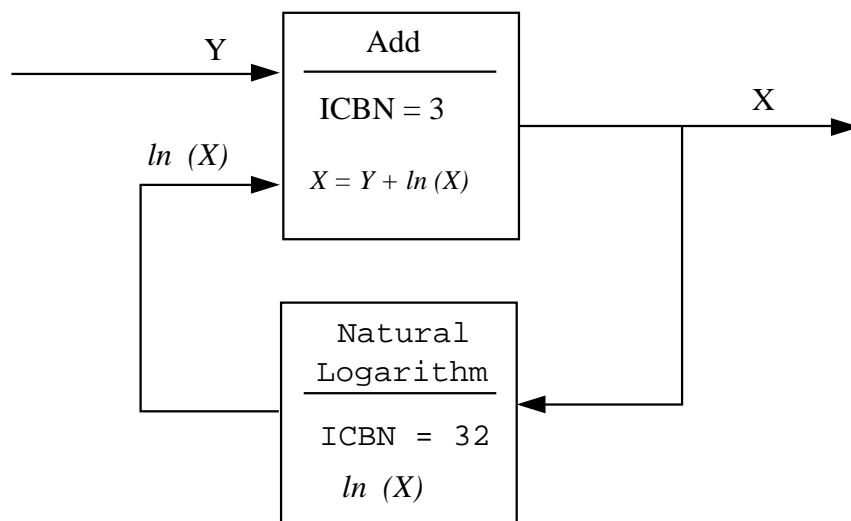 Y
Add
ICBN = 3
X
ln (X)
X = Y + ln (X)
Natural
Logarithm
ICBN = 32
ln (X)